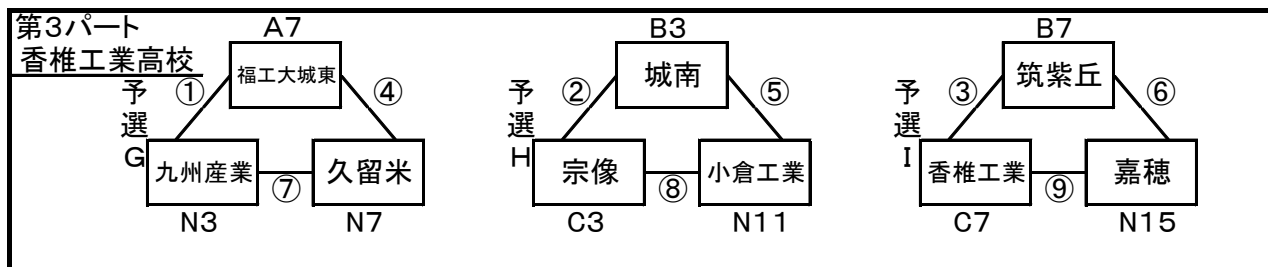 第3パート
香椎工業高校
A7
B3
B7
福工大城東
城南
筑紫丘
予選G
①
④
予選H
②
⑤
予選I
③
⑥
九州産業
⑦
久留米
宗像
⑧
小倉工業
香椎工業
⑨
嘉穂
N3
N7
C3
N11
C7
N15